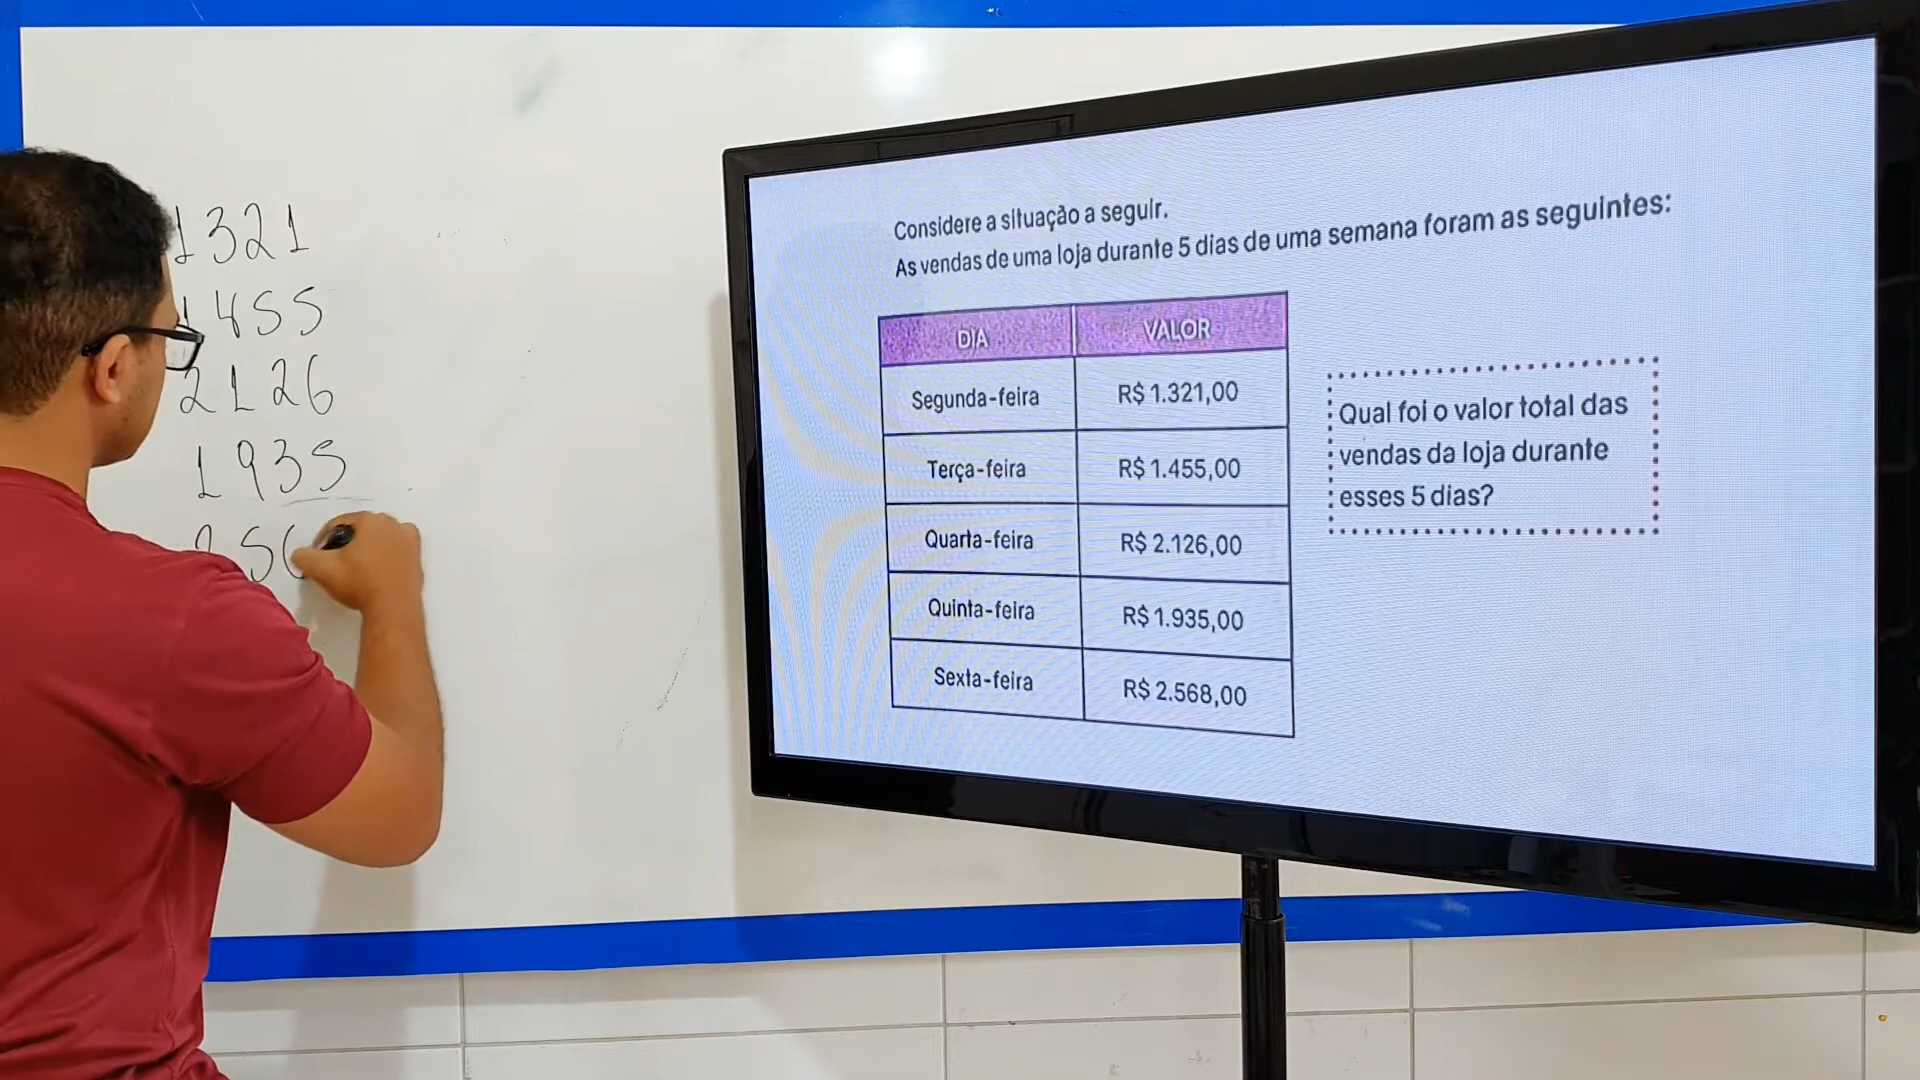 1321
1455
2126
1935
256
Considere a situação a seguir.
As vendas de uma loja durante 5 dias de uma semana foram as seguintes:
DIA VALOR
Segunda-feira R$ 1.321,00
Terça-feira R$ 1.455,00
Quarta-feira R$ 2.126,00
Quinta-feira R$ 1.935,00
Sexta-feira R$ 2.568,00
Qual foi o valor total das
vendas da loja durante
esses 5 dias?